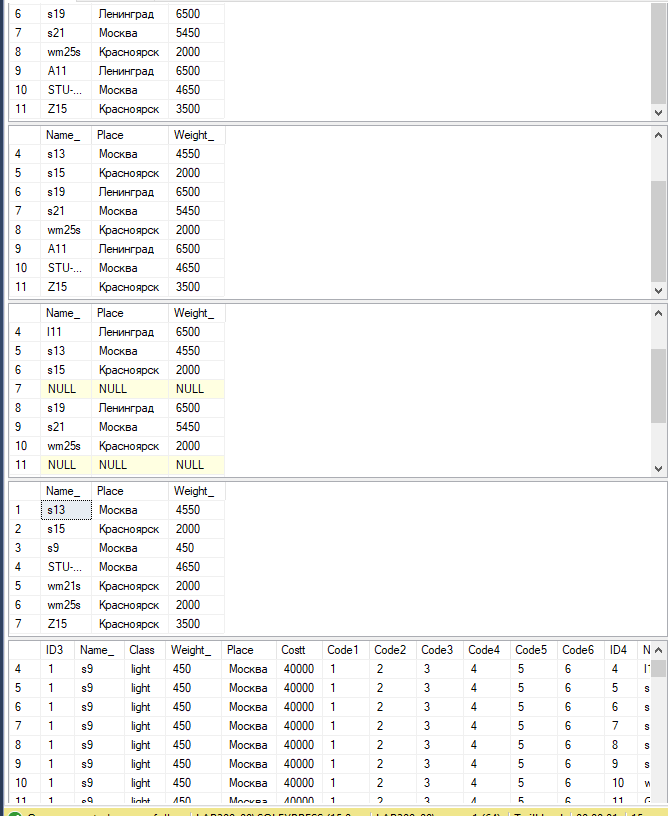 6 s19 Ленинград 6500
7 s21 Москва 5450
8 wm25s Красноярск 2000
9 A11 Ленинград 6500
10 STU-... Москва 4650
11 Z15 Красноярск 3500
Name_ Place Weight_
4 s13 Москва 4550
5 s15 Красноярск 2000
6 s19 Ленинград 6500
7 s21 Москва 5450
8 wm25s Красноярск 2000
9 A11 Ленинград 6500
10 STU-... Москва 4650
11 Z15 Красноярск 3500
Name_ Place Weight_
4 I11 Ленинград 6500
5 s13 Москва 4550
6 s15 Красноярск 2000
7 NULL NULL NULL
8 s19 Ленинград 6500
9 s21 Москва 5450
10 wm25s Красноярск 2000
11 NULL NULL NULL
Name_ Place Weight_
1 s13 Москва 4550
2 s15 Красноярск 2000
3 s9 Москва 450
4 STU-... Москва 4650
5 wm21s Красноярск 2000
6 wm25s Красноярск 2000
7 Z15 Красноярск 3500
ID3 Name_ Class Weight_ Place Costt Code1 Code2 Code3 Code4 Code5 Code6 ID4
4 1 s9 light 450 Москва 40000 1 2 3 4 5 6 4
5 1 s9 light 450 Москва 40000 1 2 3 4 5 6 5 s
6 1 s9 light 450 Москва 40000 1 2 3 4 5 6 6 s
7 1 s9 light 450 Москва 40000 1 2 3 4 5 6 7 s
8 1 s9 light 450 Москва 40000 1 2 3 4 5 6 8 s
9 1 s9 light 450 Москва 40000 1 2 3 4 5 6 9 s
10 1 s9 light 450 Москва 40000 1 2 3 4 5 6 10 w
11 1 s9 light 450 Москва 40000 1 2 3 4 5 6 11